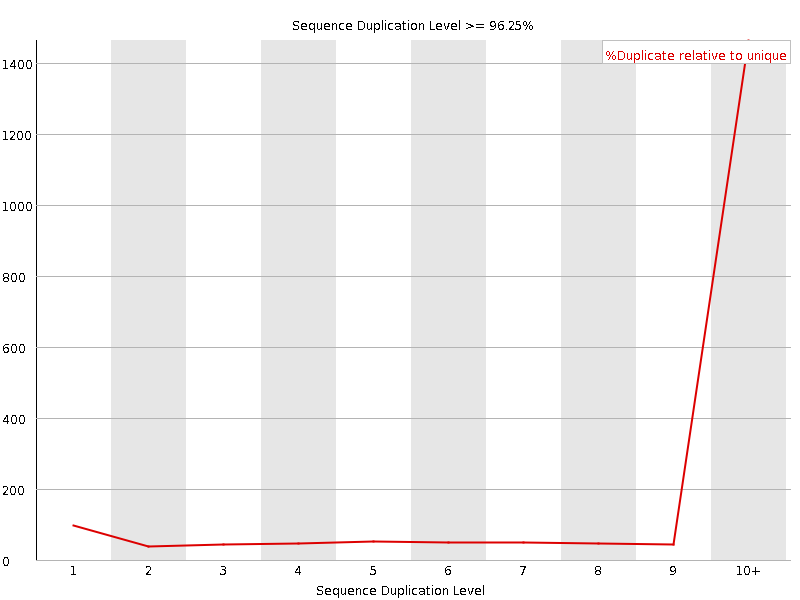 Sequence Duplication Level >= 96.25%
%Duplicate relative to unique
1400
1200
1000
800
600
400
200
0
1 2 3 4 5 6 7 8 9 10+
Sequence Duplication Level